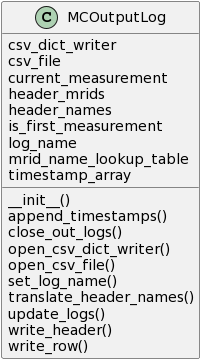 C MCOutputLog
csv_dict_writer
csv_file
current_measurement
header_mrids
header_names
is_first_measurement
log_name
mrid_name_lookup_table
timestamp_array
__init__()
append_timestamps()
close_out_logs()
open_csv_dict_writer()
open_csv_file()
set_log_name()
translate_header_names()
update_logs()
write_header()
write_row()